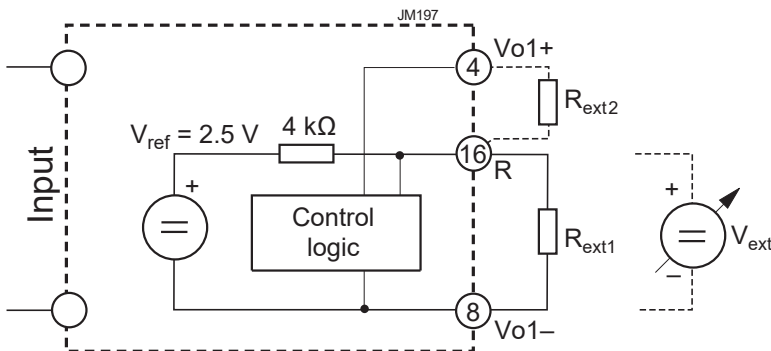 JM197
Vo1+
4
Rext2
Vref = 2.5 V
4 kΩ
16
R
Input
+
Control
logic
Rext1
+
Vext
–
8
Vo1–